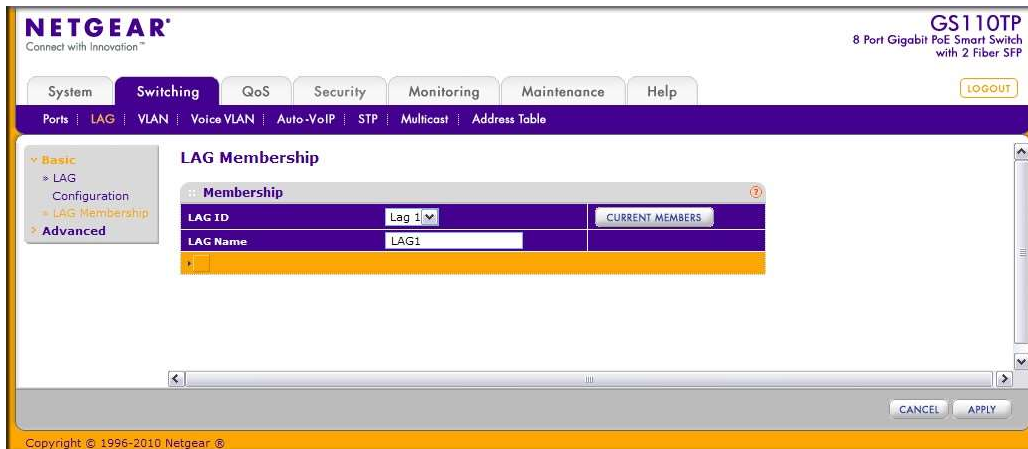 NETGEAR®
Connect with Innovation™
GS110TP
8 Port Gigabit PoE Smart Switch
with 2 Fiber SFP
System Switching QoS Security Monitoring Maintenance Help
LOGOUT
Ports LAG VLAN Voice VLAN Auto-VoIP STP Multicast Address Table
Basic
» LAG
Configuration
» LAG Membership
Advanced
LAG Membership
Membership ?
LAG ID Lag 1 CURRENT MEMBERS
LAG Name LAG1
CANCEL APPLY
Copyright © 1996-2010 Netgear ®